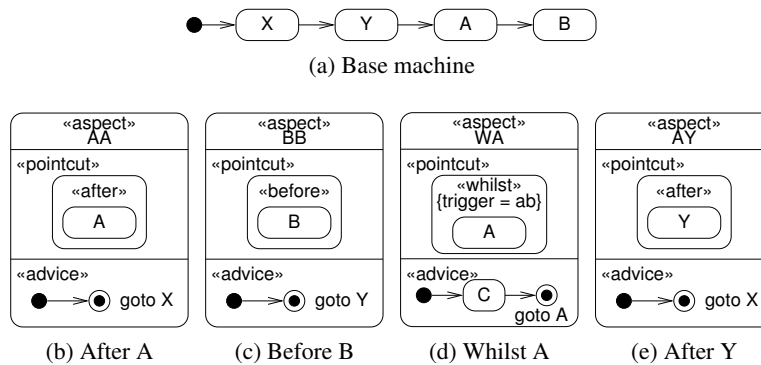 X Y A B
(a) Base machine
«aspect»
AA
«pointcut»
«after»
A
«advice»
goto X
(b) After A
«aspect»
BB
«pointcut»
«before»
B
«advice»
goto Y
(c) Before B
«aspect»
WA
«pointcut»
«whilst»
{trigger = ab}
A
«advice»
C
goto A
(d) Whilst A
«aspect»
AY
«pointcut»
«after»
Y
«advice»
goto X
(e) After Y